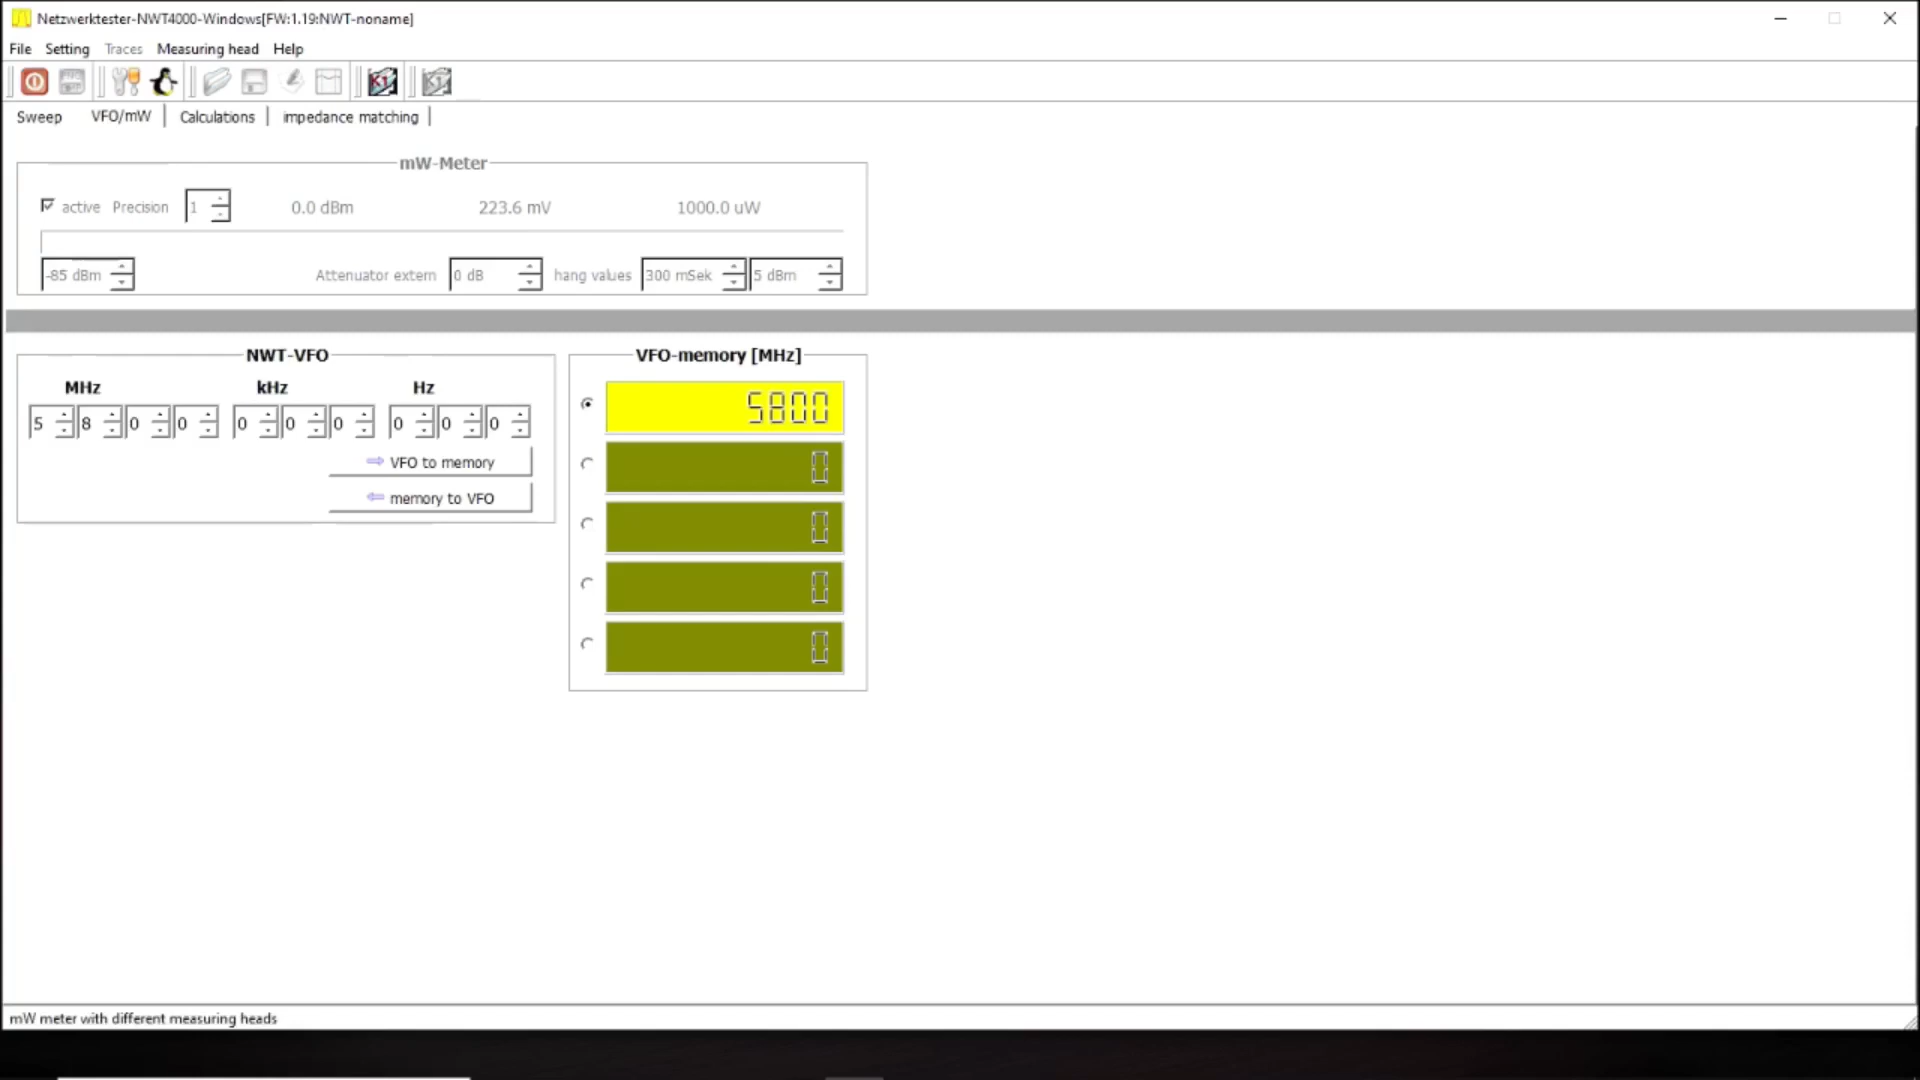 Netzwerktester-NWT4000-Windows[FW:1.19:NWT-noname]
File Setting Traces Measuring head Help
Sweep VFO/mW Calculations impedance matching
mW-Meter
active Precision 1 0.0 dBm 223.6 mV 1000.0 uW
-85 dBm Attenuator extern 0 dB hang values 300 mSek 5 dBm
NWT-VFO VFO-memory [MHz]
MHz kHz Hz
5 8 0 0 0 0 0 0 0 0
5800
VFO to memory
0
memory to VFO
0
0
0
mW meter with different measuring heads